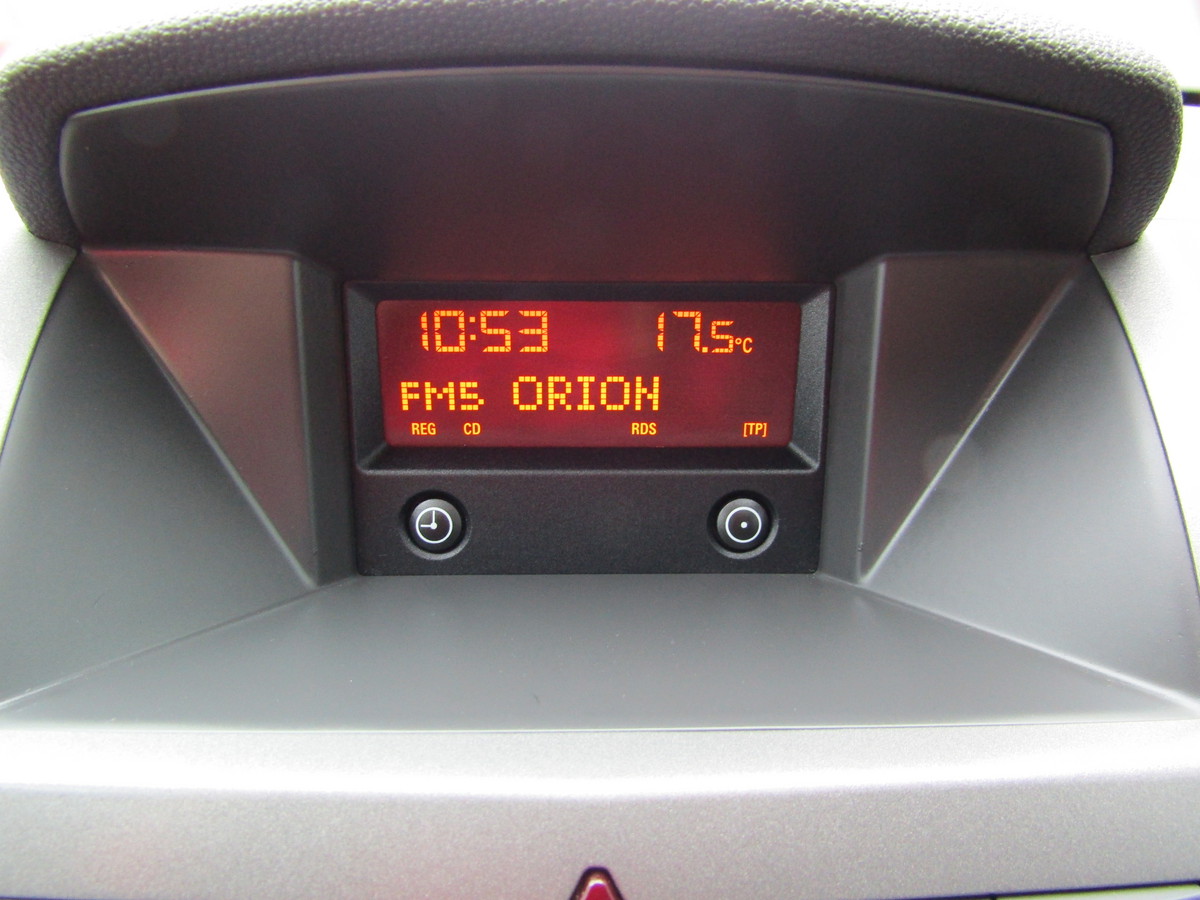 10:53 17.5°C
FM5 ORION
REG CD RDS [TP]